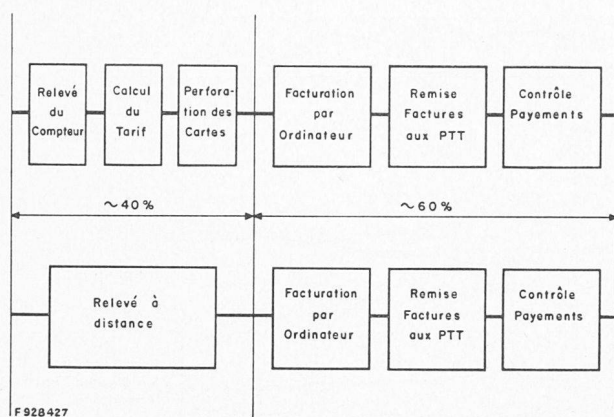 Relevé
du
Compteur
Calcul
du
Tarif
Perfora-
tion des
Cartes
Facturation
par
Ordinateur
Remise
Factures
aux PTT
Contrôle
Payements
~40%
~60%
Relevé à
distance
Facturation
par
Ordinateur
Remise
Factures
aux PTT
Contrôle
Payements
F928427